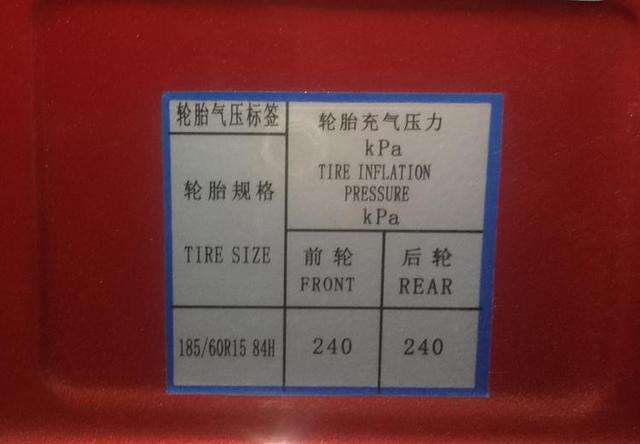 轮胎气压标签
轮胎充气压力
kPa
TIRE INFLATION
PRESSURE
kPa
轮胎规格
TIRE SIZE
前轮
FRONT
后轮
REAR
185/60R15 84H
240
240